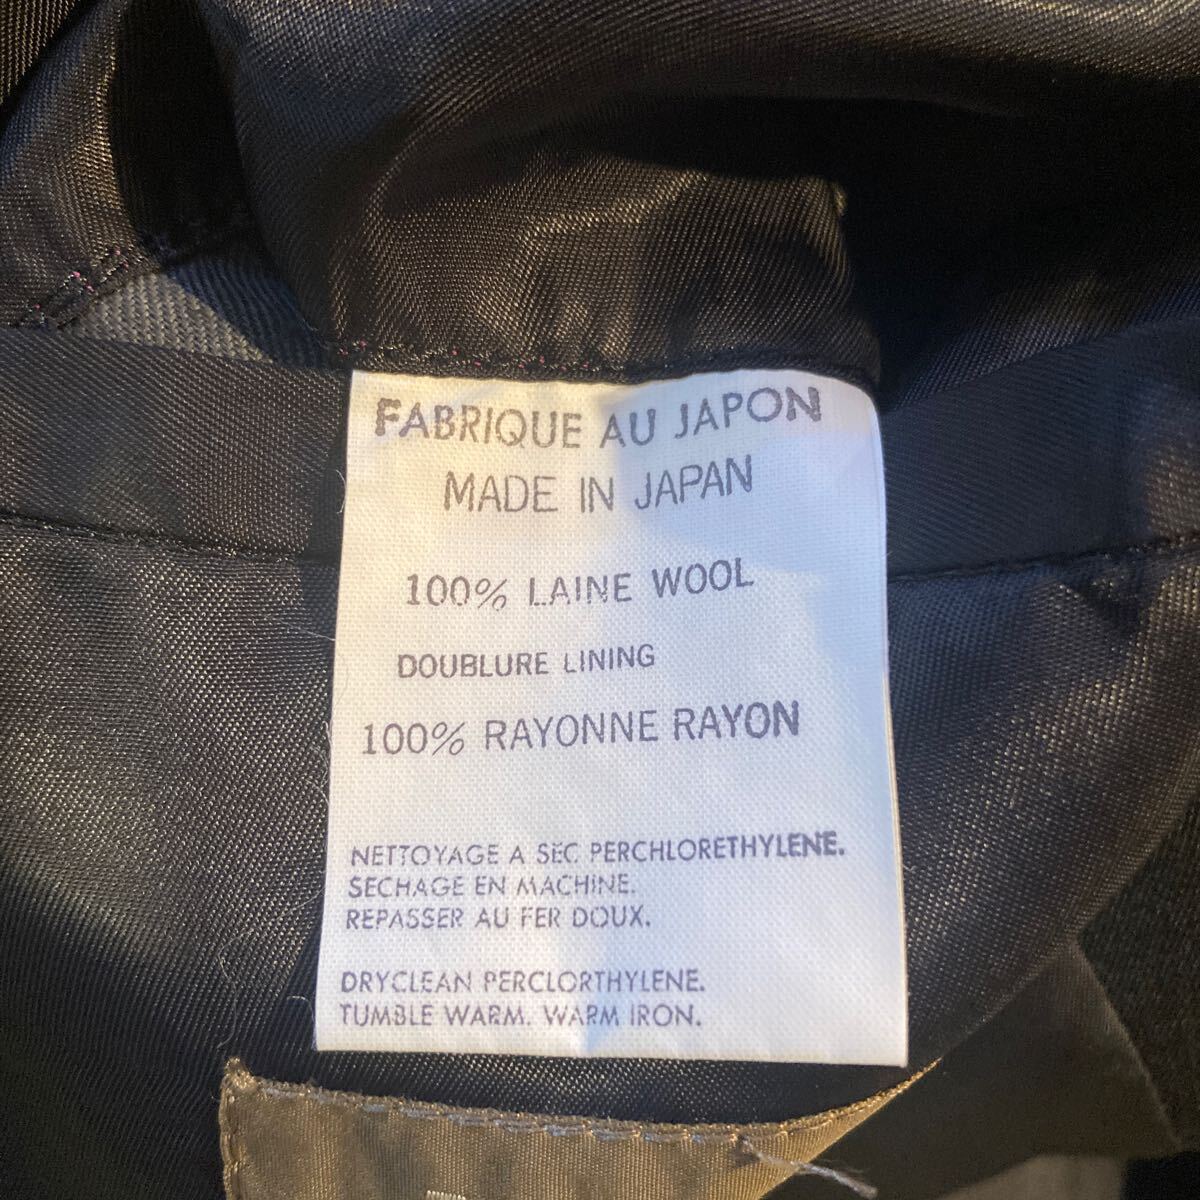 FABRIQUE AU JAPON
MADE IN JAPAN
100% LAINE WOOL
DOUBLURE LINING
100% RAYONNE RAYON
NETTOYAGE A SEC PERCHLORETHYLENE.
SECHAGE EN MACHINE.
REPASSER AU FER DOUX.
DRYCLEAN PERCLORTHYLENE.
TUMBLE WARM. WARM IRON.